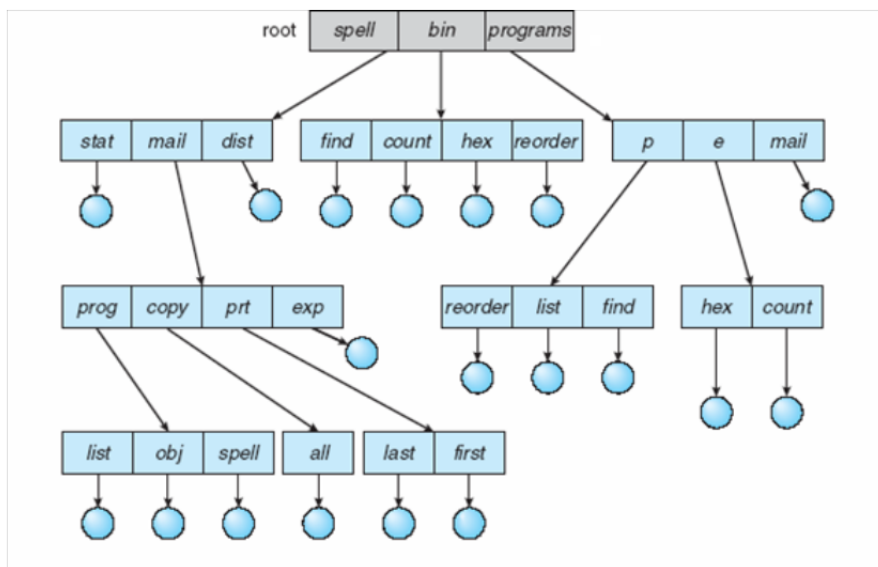 root spell bin programs
stat mail dist find count hex reorder p e mail
prog copy prt exp reorder list find hex count
list obj spell all last first